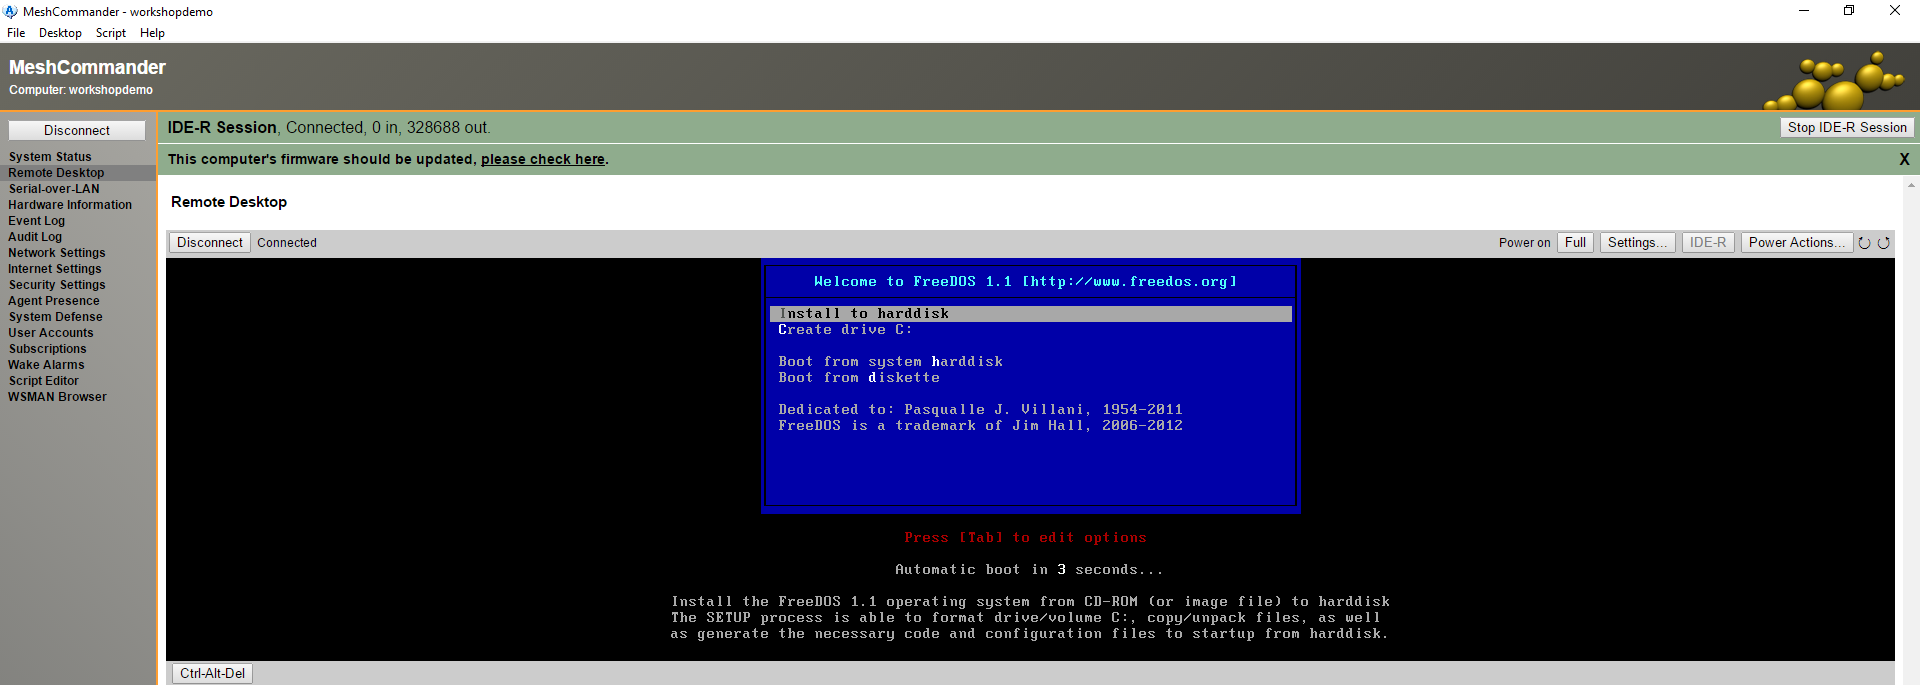 MeshCommander - workshopdemo
File Desktop Script Help
MeshCommander
Computer: workshopdemo
Disconnect
System Status
Remote Desktop
Serial-over-LAN
Hardware Information
Event Log
Audit Log
Network Settings
Internet Settings
Security Settings
Agent Presence
System Defense
User Accounts
Subscriptions
Wake Alarms
Script Editor
WSMAN Browser
IDE-R Session, Connected, 0 in, 328688 out.
Stop IDE-R Session
This computer's firmware should be updated, please check here.
X
Remote Desktop
Disconnect Connected
Power on Full Settings... IDE-R Power Actions...
Welcome to FreeDOS 1.1 [http://www.freedos.org]
Install to harddisk
Create drive C:
Boot from system harddisk
Boot from diskette
Dedicated to: Pasqualle J. Villani, 1954-2011
FreeDOS is a trademark of Jim Hall, 2006-2012
Press [Tab] to edit options
Automatic boot in 3 seconds...
Install the FreeDOS 1.1 operating system from CD-ROM (or image file) to harddisk
The SETUP process is able to format drive/volume C:, copy/unpack files, as well
as generate the necessary code and configuration files to startup from harddisk.
Ctrl-Alt-Del